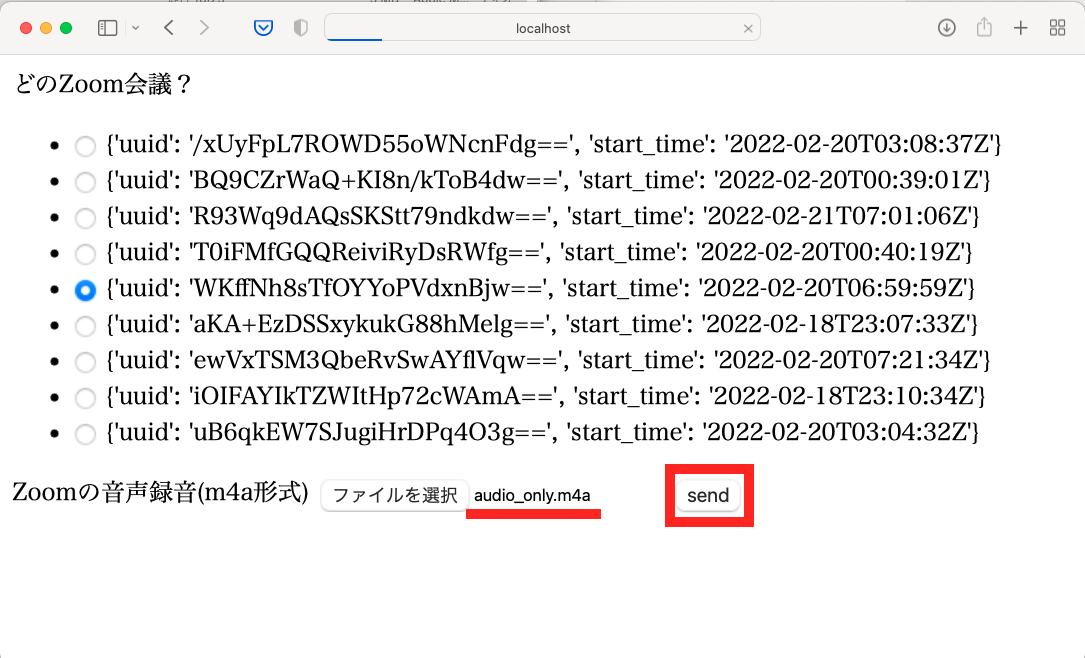 localhost
どのZoom会議？
{'uuid': '/xUyFpL7ROWD55oWNcnFdg==', 'start_time': '2022-02-20T03:08:37Z'}
{'uuid': 'BQ9CZrWaQ+KI8n/kToB4dw==', 'start_time': '2022-02-20T00:39:01Z'}
{'uuid': 'R93Wq9dAQsSKStt79ndkdw==', 'start_time': '2022-02-21T07:01:06Z'}
{'uuid': 'T0iFMfGQQReiviRyDsRWfg==', 'start_time': '2022-02-20T00:40:19Z'}
{'uuid': 'WKffNh8sTfOYYoPVdxnBjw==', 'start_time': '2022-02-20T06:59:59Z'}
{'uuid': 'aKA+EzDSSxykukG88hMelg==', 'start_time': '2022-02-18T23:07:33Z'}
{'uuid': 'ewVxTSM3QbeRvSwAYflVqw==', 'start_time': '2022-02-20T07:21:34Z'}
{'uuid': 'iOIFAYIkTZWItHp72cWAmA==', 'start_time': '2022-02-18T23:10:34Z'}
{'uuid': 'uB6qkEW7SJugiHrDPq4O3g==', 'start_time': '2022-02-20T03:04:32Z'}
Zoomの音声録音(m4a形式) ファイルを選択 audio_only.m4a send